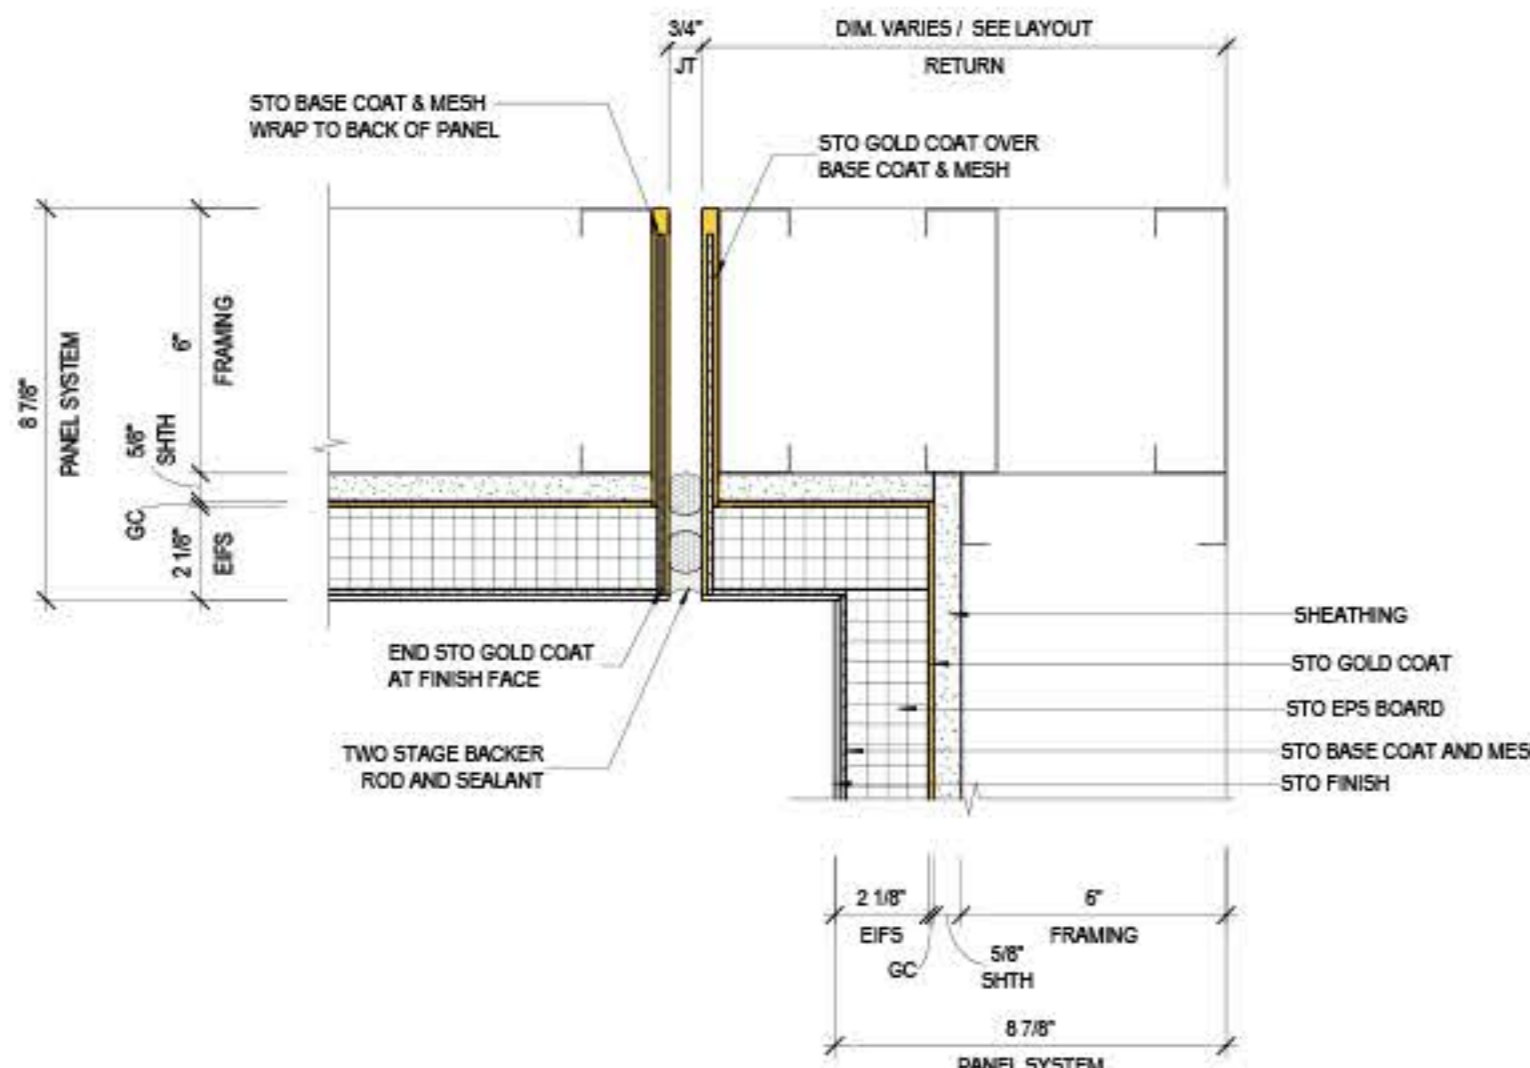 3/4"
DIM. VARIES / SEE LAYOUT
JT
RETURN
STO BASE COAT & MESH
WRAP TO BACK OF PANEL
STO GOLD COAT OVER
BASE COAT & MESH
8 7/8"
PANEL SYSTEM
6"
FRAMING
5/8"
SHTH
GC
2 1/8"
EIFS
END STO GOLD COAT
AT FINISH FACE
TWO STAGE BACKER
ROD AND SEALANT
SHEATHING
STO GOLD COAT
STO EPS BOARD
STO BASE COAT AND MES
STO FINISH
2 1/8"
EIFS
GC
5/8"
SHTH
6"
FRAMING
8 7/8"
PANEL SYSTEM